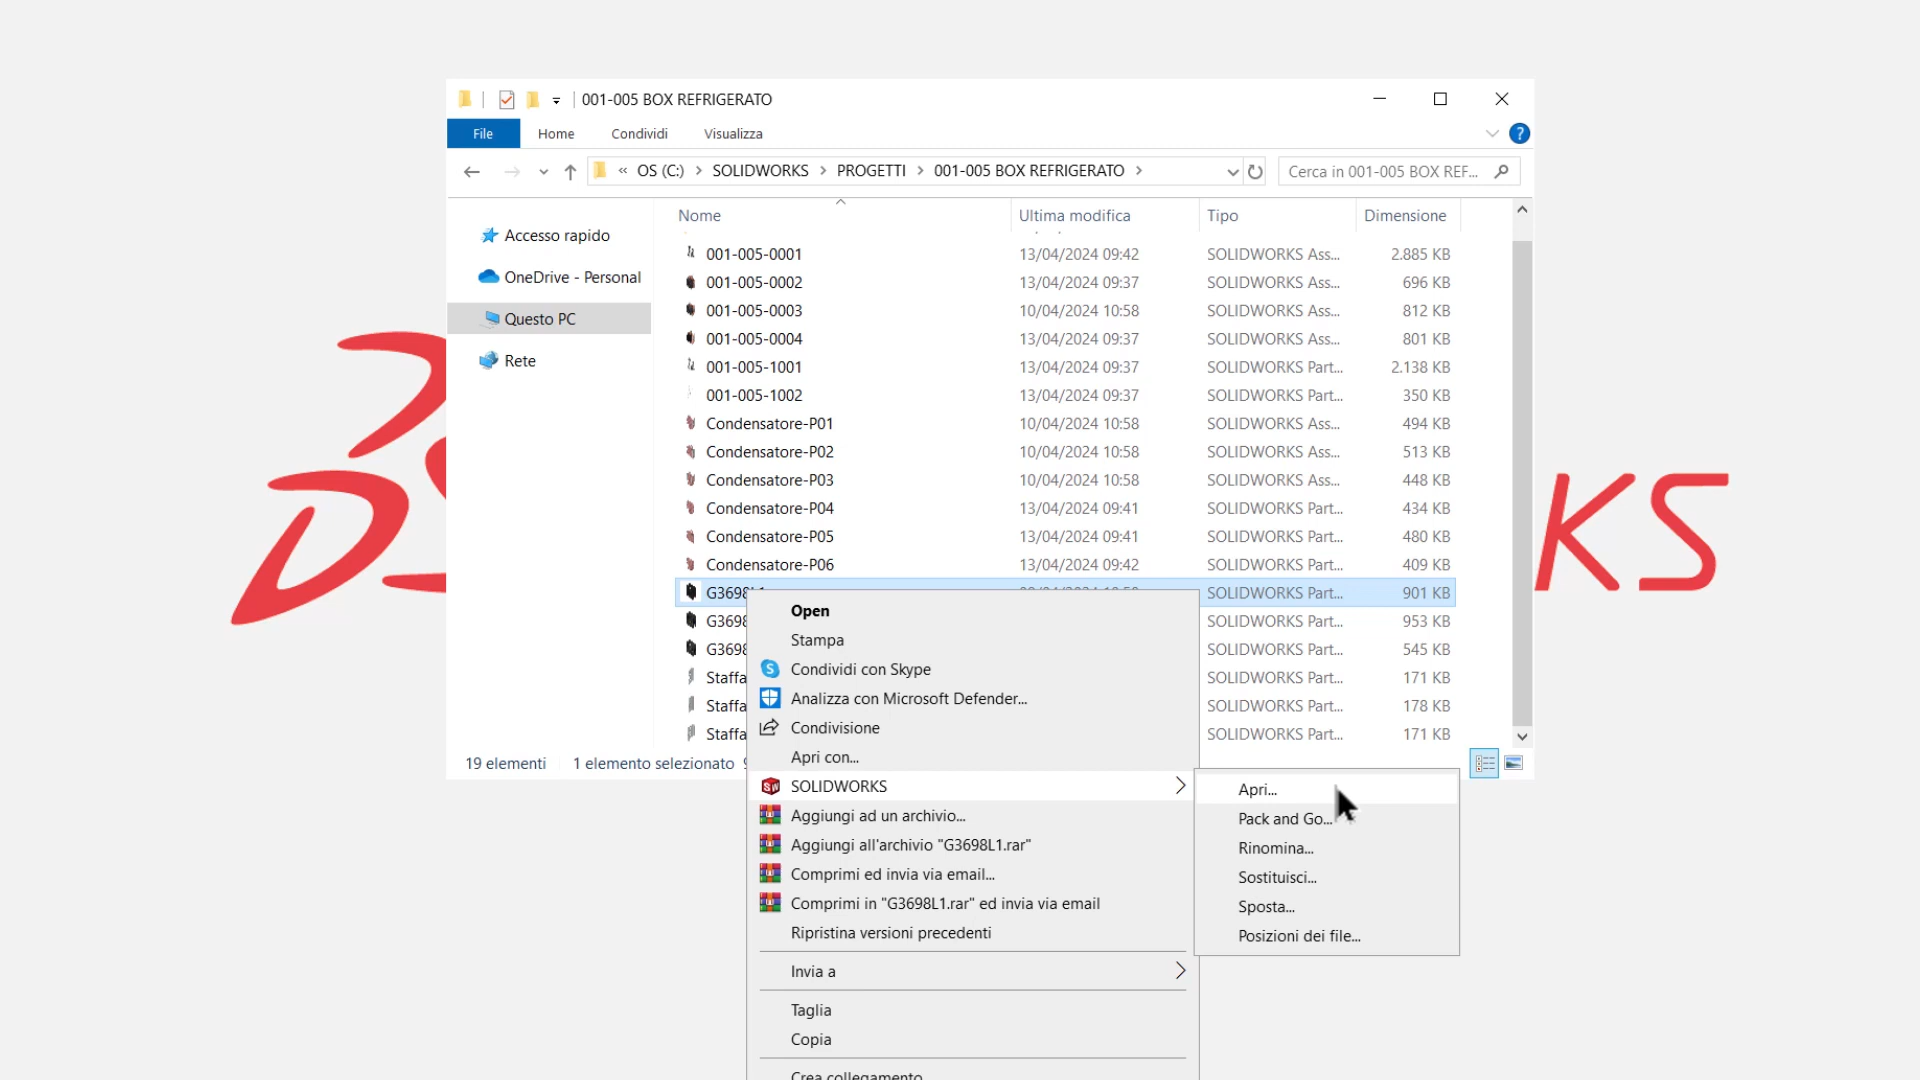 001-005 BOX REFRIGERATO
File Home Condividi Visualizza ?
« OS (C:) SOLIDWORKS PROGETTI 001-005 BOX REFRIGERATO
Cerca in 001-005 BOX REF...
Accesso rapido
OneDrive - Personal
Questo PC
Rete
Nome Ultima modifica Tipo Dimensione
001-005-0001 13/04/2024 09:42 SOLIDWORKS Ass... 2.885 KB
001-005-0002 13/04/2024 09:37 SOLIDWORKS Ass... 696 KB
001-005-0003 10/04/2024 10:58 SOLIDWORKS Ass... 812 KB
001-005-0004 13/04/2024 09:37 SOLIDWORKS Ass... 801 KB
001-005-1001 13/04/2024 09:37 SOLIDWORKS Part... 2.138 KB
001-005-1002 13/04/2024 09:37 SOLIDWORKS Part... 350 KB
Condensatore-P01 10/04/2024 10:58 SOLIDWORKS Ass... 494 KB
Condensatore-P02 10/04/2024 10:58 SOLIDWORKS Ass... 513 KB
Condensatore-P03 10/04/2024 10:58 SOLIDWORKS Ass... 448 KB
Condensatore-P04 13/04/2024 09:41 SOLIDWORKS Part... 434 KB
Condensatore-P05 13/04/2024 09:41 SOLIDWORKS Part... 480 KB
Condensatore-P06 13/04/2024 09:42 SOLIDWORKS Part... 409 KB
G3698L1 SOLIDWORKS Part... 901 KB
G3698 SOLIDWORKS Part... 953 KB
G3698 SOLIDWORKS Part... 545 KB
Staffa SOLIDWORKS Part... 171 KB
Staffa SOLIDWORKS Part... 178 KB
Staffa SOLIDWORKS Part... 171 KB
19 elementi 1 elemento selezionato
Open
Stampa
Condividi con Skype
Analizza con Microsoft Defender...
Condivisione
Apri con...
SOLIDWORKS
Aggiungi ad un archivio...
Aggiungi all'archivio "G3698L1.rar"
Comprimi ed invia via email...
Comprimi in "G3698L1.rar" ed invia via email
Ripristina versioni precedenti
Invia a
Taglia
Copia
Crea collegamento
Apri...
Pack and Go...
Rinomina...
Sostituisci...
Sposta...
Posizioni dei file...
KS